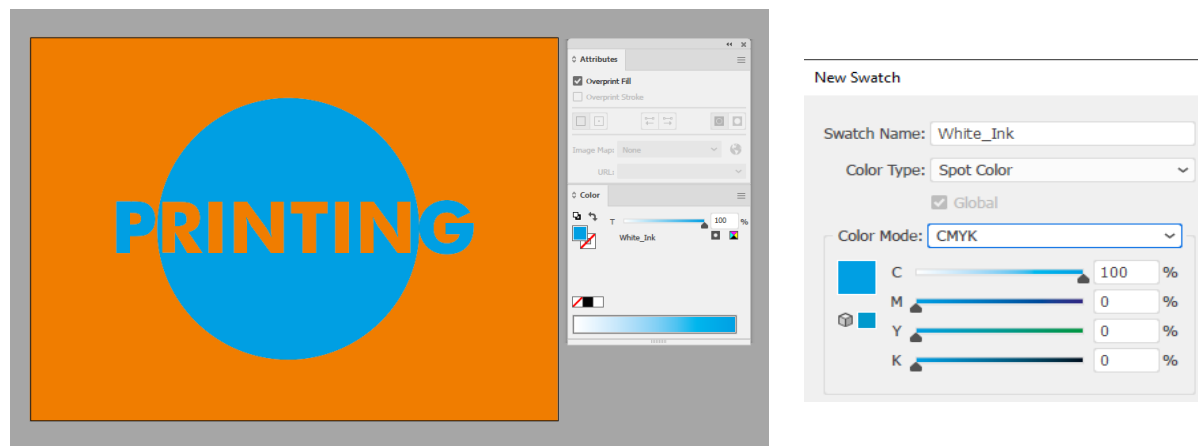 PRINTING
Attributes
Overprint Fill
Overprint Stroke
Image Map: None
URL:
Color
T 100 %
White_Ink
New Swatch
Swatch Name: White_Ink
Color Type: Spot Color
Global
Color Mode: CMYK
C 100 %
M 0 %
Y 0 %
K 0 %